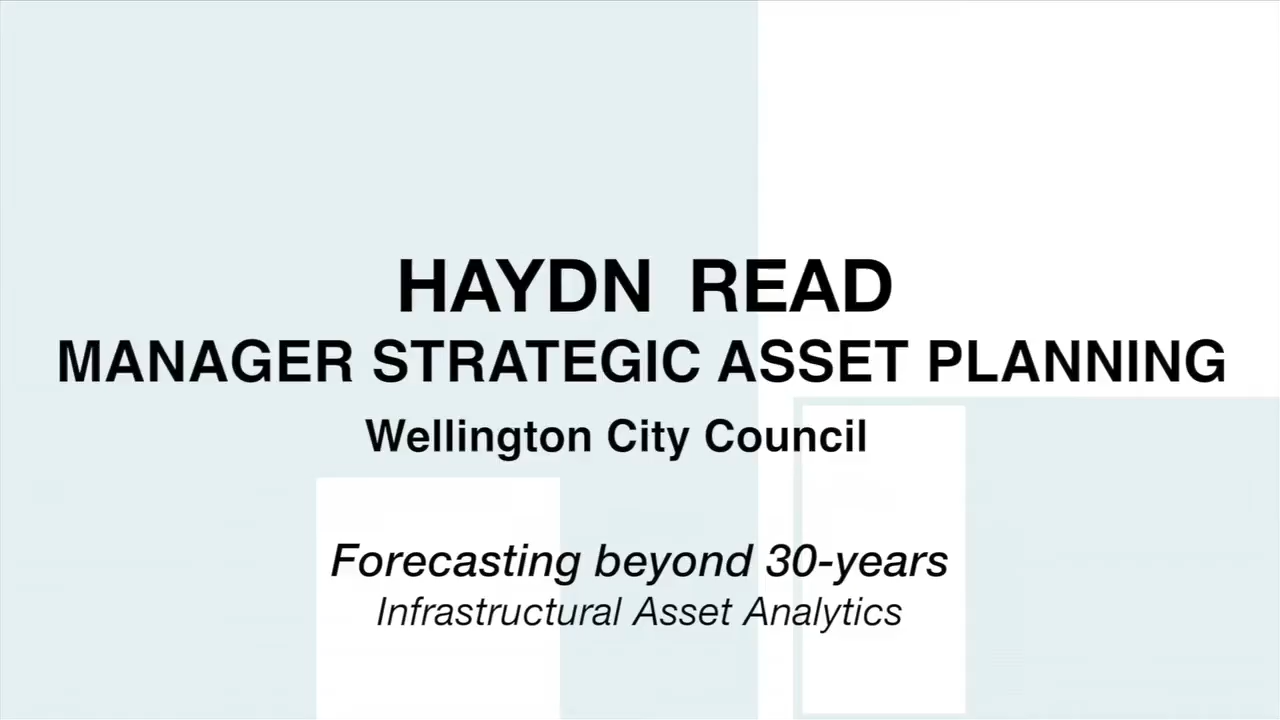 HAYDN READ
MANAGER STRATEGIC ASSET PLANNING
Wellington City Council
Forecasting beyond 30-years
Infrastructural Asset Analytics